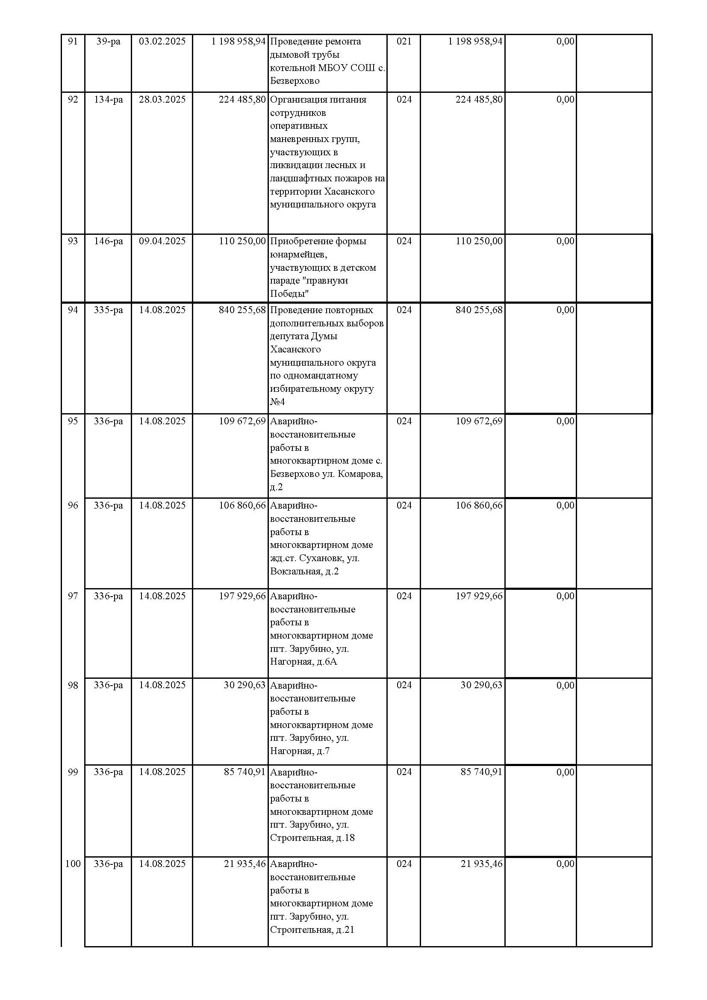 91 39-ра 03.02.2025 1 198 958,94 Проведение ремонта 021 1 198 958,94 0,00
дымовой трубы
котельной МБОУ СОШ с.
Безверхово
92 134-ра 28.03.2025 224 485,80 Организация питания 024 224 485,80 0,00
сотрудников
оперативных
маневренных групп,
участвующих в
ликвидации лесных и
ландшафтных пожаров на
территории Хасанского
муниципального округа
93 146-ра 09.04.2025 110 250,00 Приобретение формы 024 110 250,00 0,00
юнармейцев,
участвующих в детском
параде "правнуки
Победы"
94 335-ра 14.08.2025 840 255,68 Проведение повторных 024 840 255,68 0,00
дополнительных выборов
депутата Думы
Хасанского
муниципального округа
по одномандатному
избирательному округу
№4
95 336-ра 14.08.2025 109 672,69 Аварийно- 024 109 672,69 0,00
восстановительные
работы в
многоквартирном доме с.
Безверхово ул. Комарова,
д.2
96 336-ра 14.08.2025 106 860,66 Аварийно- 024 106 860,66 0,00
восстановительные
работы в
многоквартирном доме
жд.ст. Сухановк, ул.
Вокзальная, д.2
97 336-ра 14.08.2025 197 929,66 Аварийно- 024 197 929,66 0,00
восстановительные
работы в
многоквартирном доме
пгт. Зарубино, ул.
Нагорная, д.6А
98 336-ра 14.08.2025 30 290,63 Аварийно- 024 30 290,63 0,00
восстановительные
работы в
многоквартирном доме
пгт. Зарубино, ул.
Нагорная, д.7
99 336-ра 14.08.2025 85 740,91 Аварийно- 024 85 740,91 0,00
восстановительные
работы в
многоквартирном доме
пгт. Зарубино, ул.
Строительная, д.18
100 336-ра 14.08.2025 21 935,46 Аварийно- 024 21 935,46 0,00
восстановительные
работы в
многоквартирном доме
пгт. Зарубино, ул.
Строительная, д.21